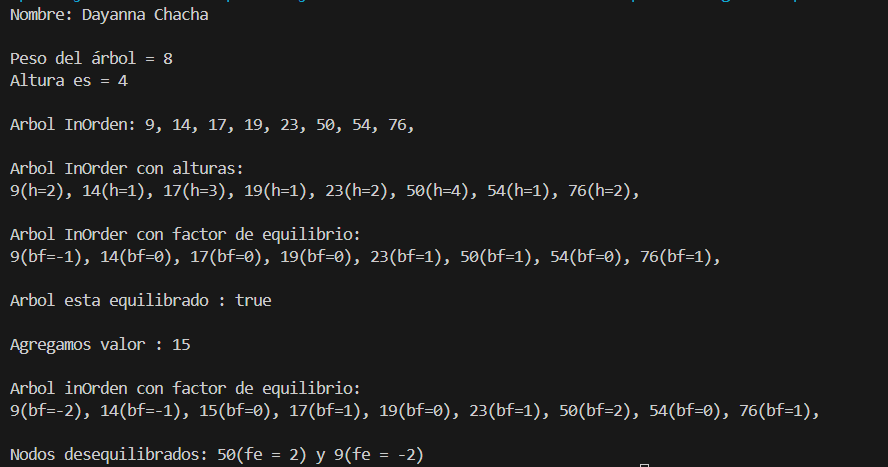 Nombre: Dayanna Chacha
Peso del árbol = 8
Altura es = 4
Arbol InOrden: 9, 14, 17, 19, 23, 50, 54, 76,
Arbol InOrder con alturas:
9(h=2), 14(h=1), 17(h=3), 19(h=1), 23(h=2), 50(h=4), 54(h=1), 76(h=2),
Arbol InOrder con factor de equilibrio:
9(bf=-1), 14(bf=0), 17(bf=0), 19(bf=0), 23(bf=1), 50(bf=1), 54(bf=0), 76(bf=1),
Arbol esta equilibrado : true
Agregamos valor : 15
Arbol inOrden con factor de equilibrio:
9(bf=-2), 14(bf=-1), 15(bf=0), 17(bf=1), 19(bf=0), 23(bf=1), 50(bf=2), 54(bf=0), 76(bf=1),
Nodos desequilibrados: 50(fe = 2) y 9(fe = -2)